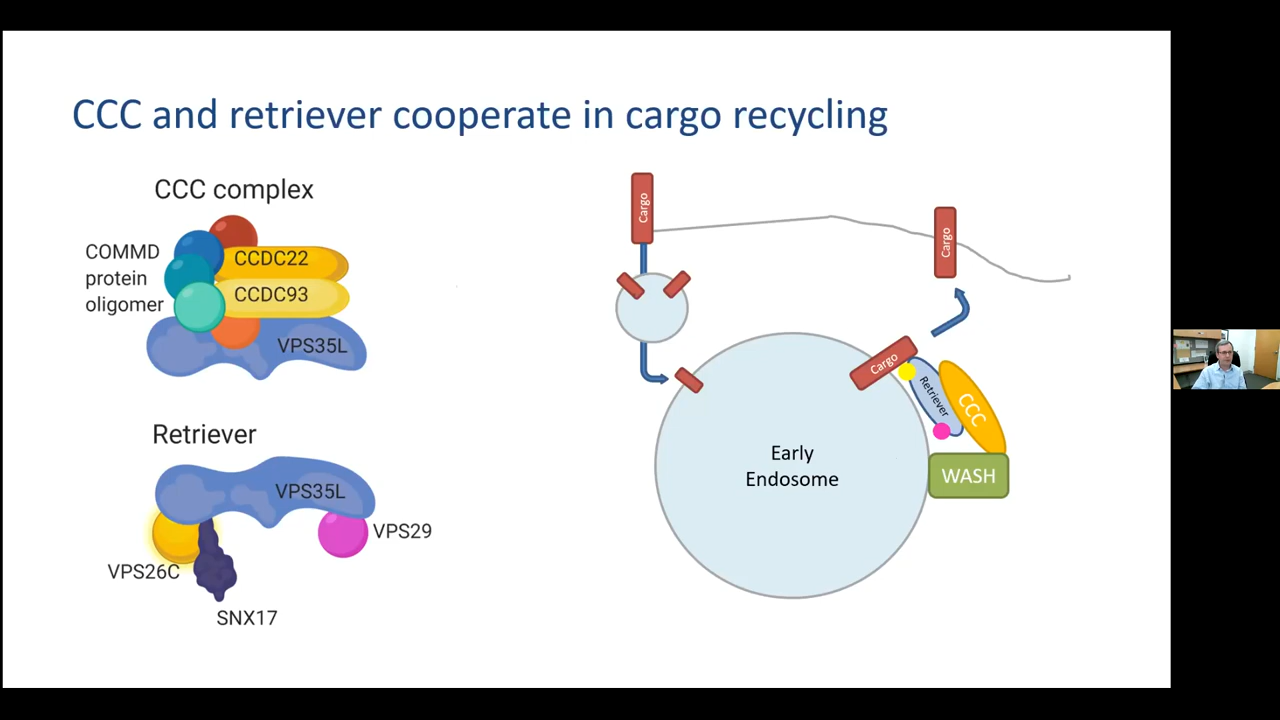 CCC and retriever cooperate in cargo recycling
CCC complex
COMMD
protein
oligomer
CCDC22
CCDC93
VPS35L
Retriever
VPS35L
VPS29
VPS26C
SNX17
Cargo
Cargo
Cargo
Retriever
CCC
WASH
Early
Endosome